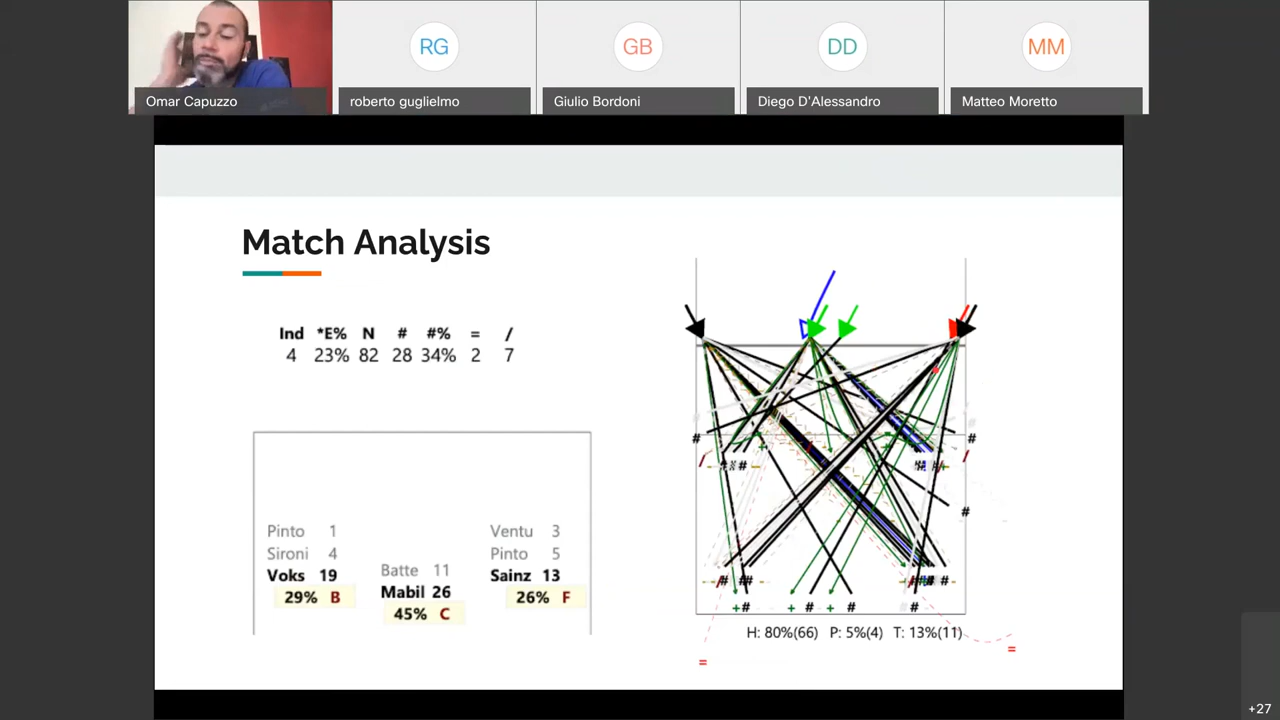 RG
GB
DD
MM
Omar Capuzzo
roberto guglielmo
Giulio Bordoni
Diego D'Alessandro
Matteo Moretto
Match Analysis
Ind *E% N # #% = /
4 23% 82 28 34% 2 7
Pinto 1
Sironi 4
Voks 19
29% B
Batte 11
Mabil 26
45% C
Ventu 3
Pinto 5
Sainz 13
26% F
H: 80%(66) P: 5%(4) T: 13%(11)
=
=
+27